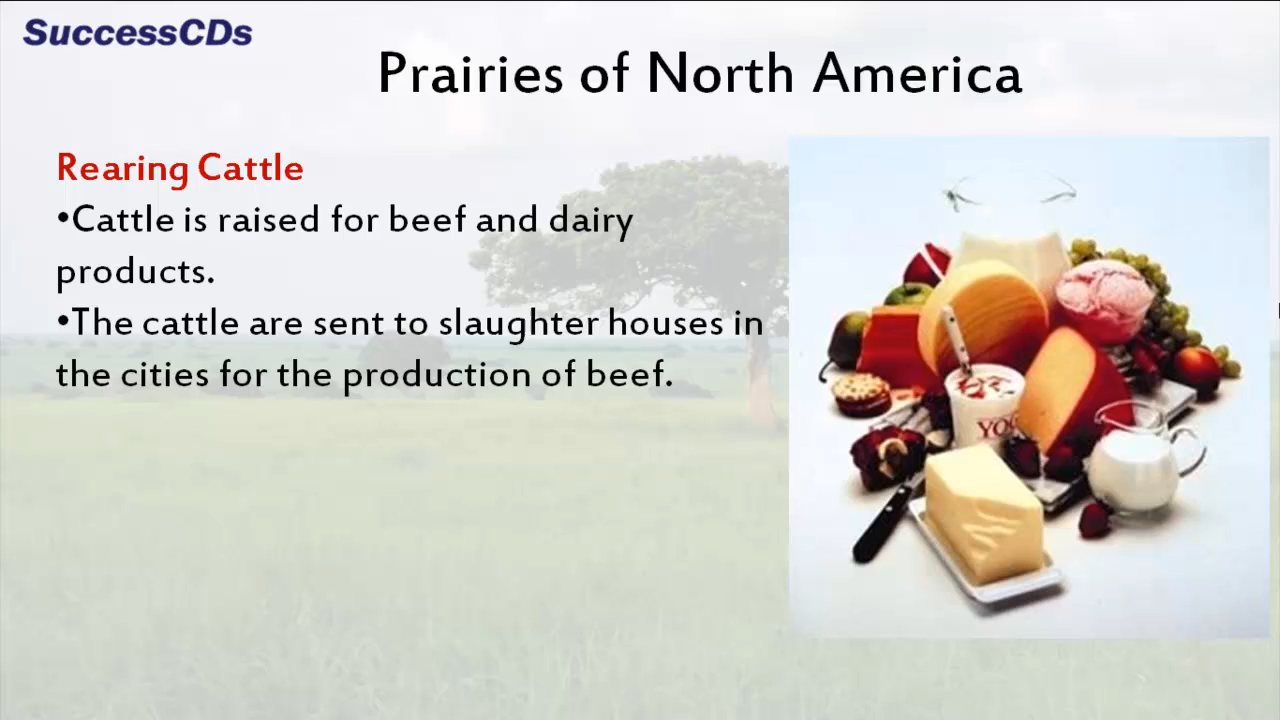 SuccessCDs
Prairies of North America
Rearing Cattle
•Cattle is raised for beef and dairy
products.
•The cattle are sent to slaughter houses in
the cities for the production of beef.
YOG